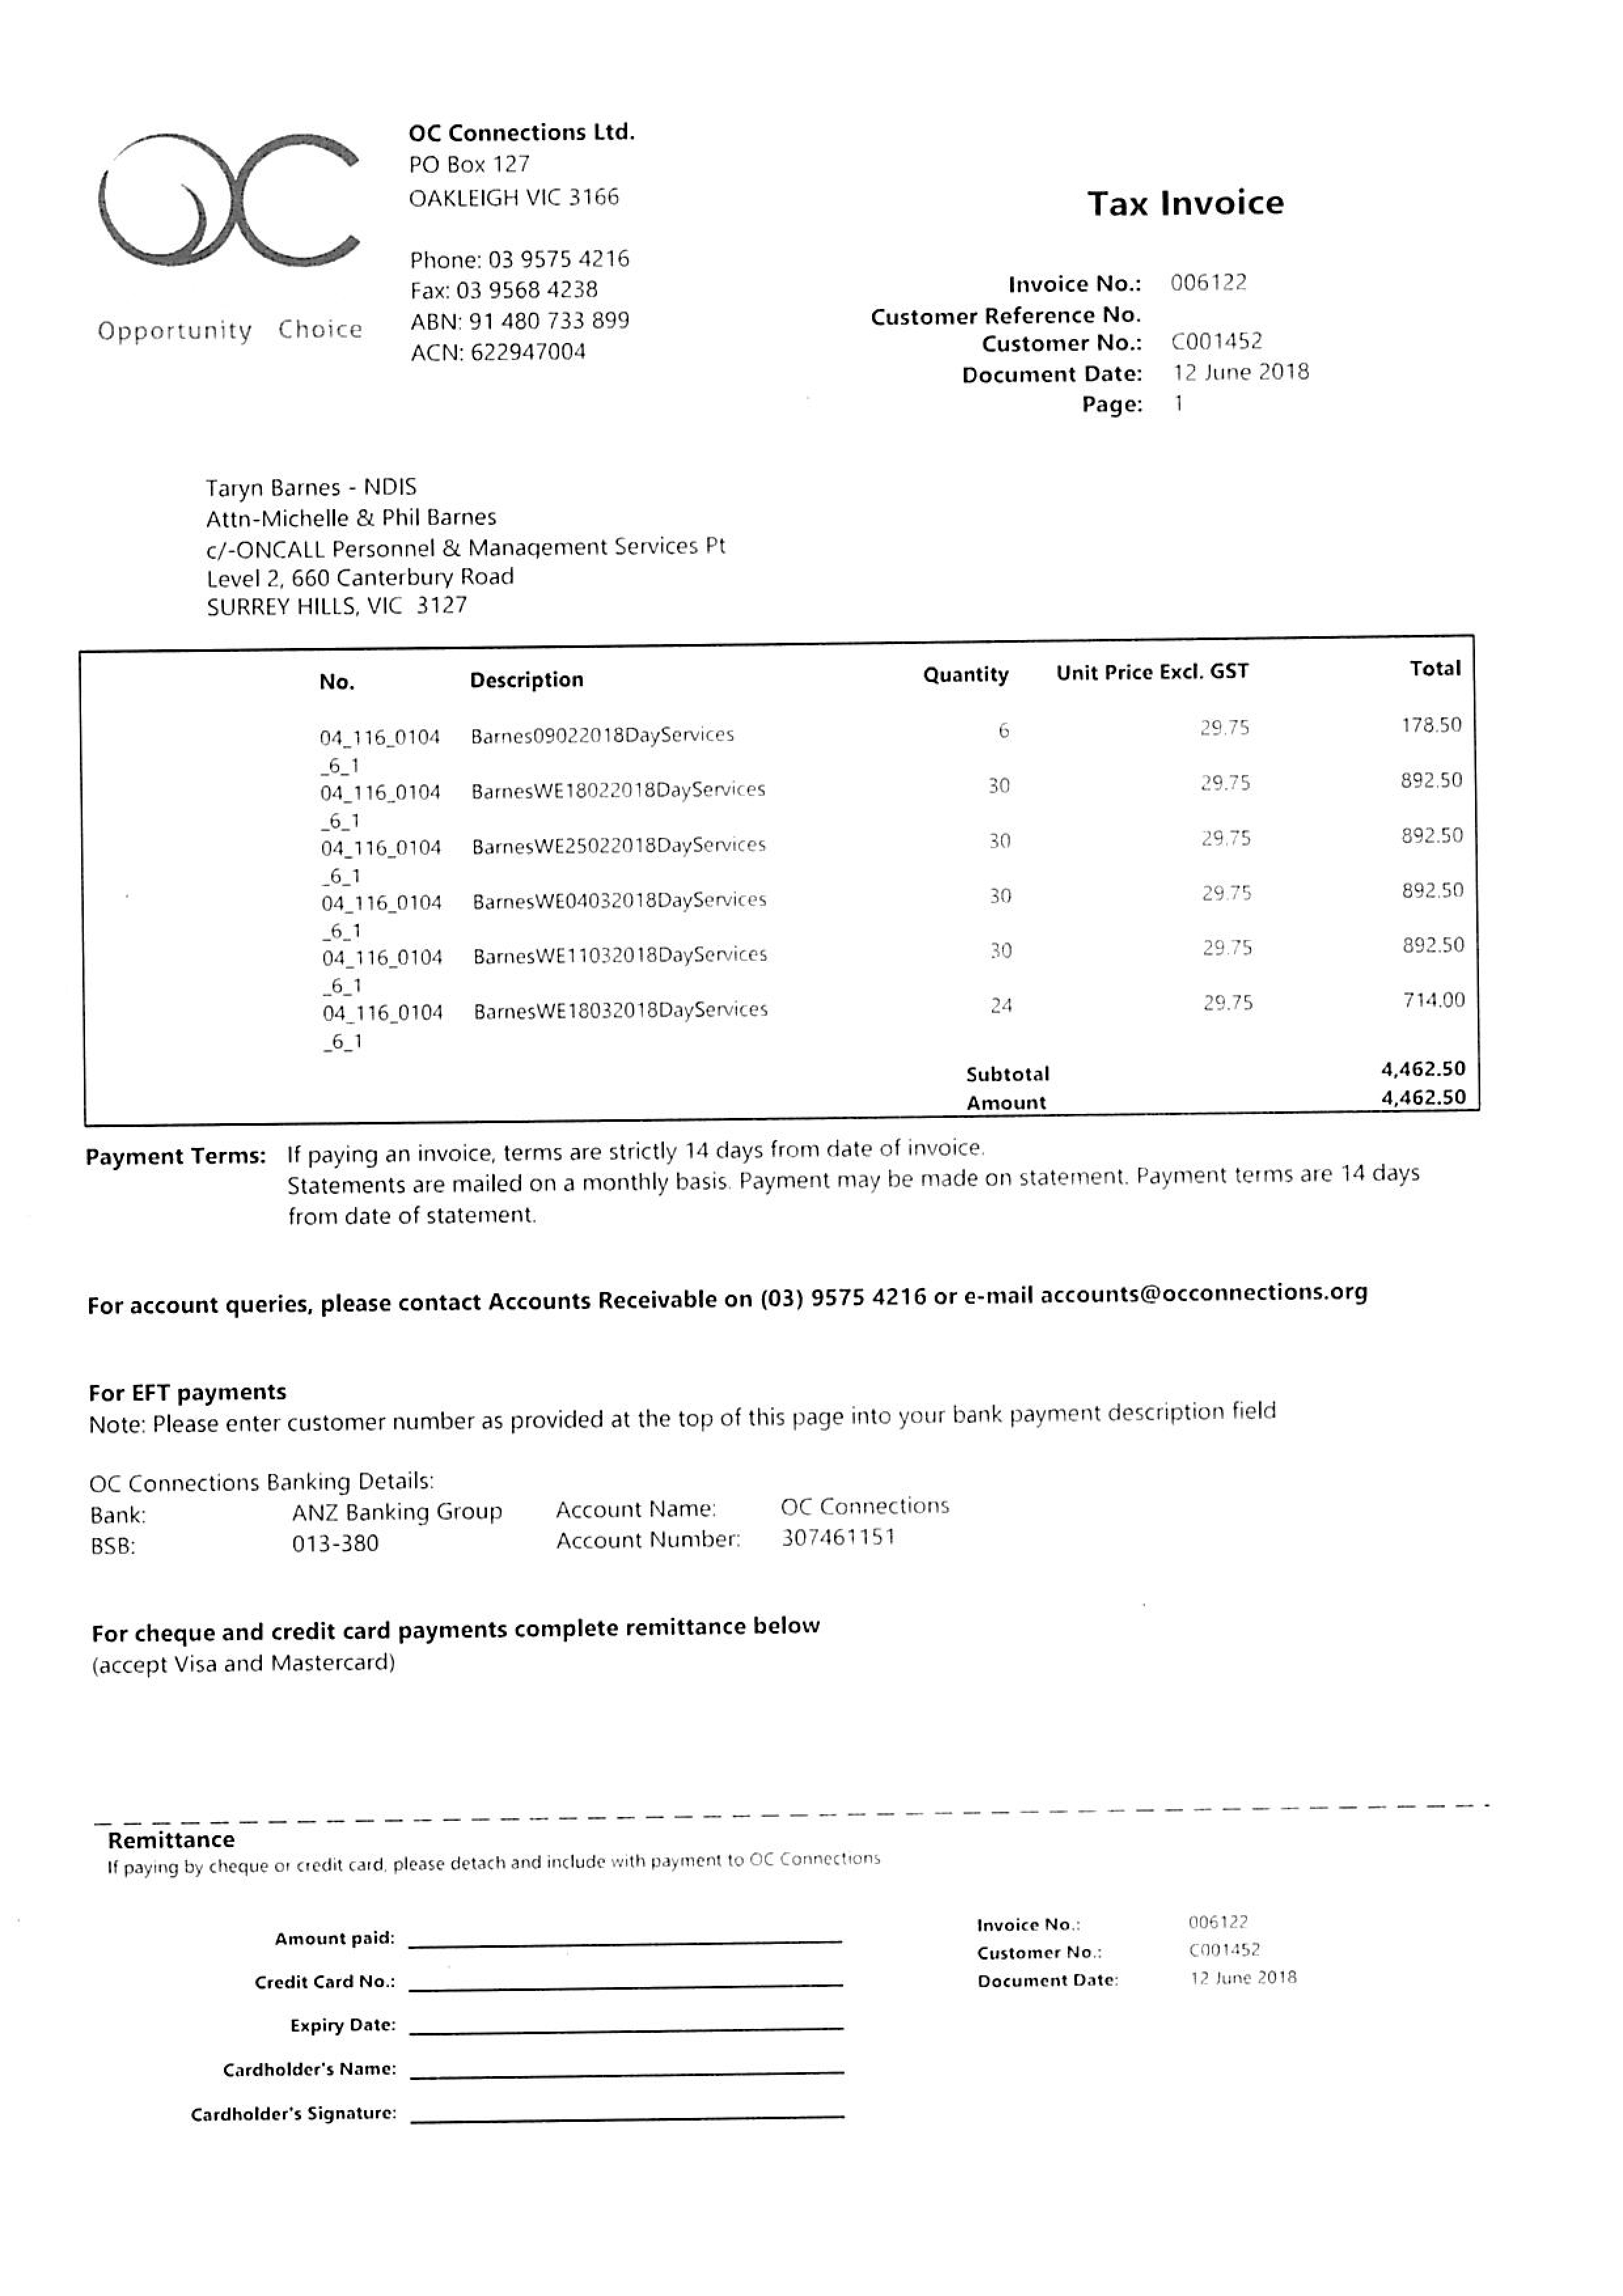 OC Connections Ltd.
PO Box 127
OAKLEIGH VIC 3166
Phone: 03 9575 4216
Fax: 03 9568 4238
ABN: 91 480 733 899
ACN: 622947004
OC
Opportunity Choice
Tax Invoice
Invoice No.: 006122
Customer Reference No.
Customer No.: C001452
Document Date: 12 June 2018
Page: 1
Taryn Barnes - NDIS
Attn-Michelle & Phil Barnes
c/-ONCALL Personnel & Management Services Pt
Level 2, 660 Canterbury Road
SURREY HILLS, VIC 3127
No. Description Quantity Unit Price Excl. GST Total
04_116_0104 Barnes09022018DayServices 6 29.75 178.50
_6_1
04_116_0104 BarnesWE18022018DayServices 30 29.75 892.50
_6_1
04_116_0104 BarnesWE25022018DayServices 30 29.75 892.50
_6_1
04_116_0104 BarnesWE04032018DayServices 30 29.75 892.50
_6_1
04_116_0104 BarnesWE11032018DayServices 30 29.75 892.50
_6_1
04_116_0104 BarnesWE18032018DayServices 24 29.75 714.00
_6_1
Subtotal 4,462.50
Amount 4,462.50
Payment Terms: If paying an invoice, terms are strictly 14 days from date of invoice.
Statements are mailed on a monthly basis. Payment may be made on statement. Payment terms are 14 days
from date of statement.
For account queries, please contact Accounts Receivable on (03) 9575 4216 or e-mail accounts@occonnections.org
For EFT payments
Note: Please enter customer number as provided at the top of this page into your bank payment description field
OC Connections Banking Details:
Bank: ANZ Banking Group Account Name: OC Connections
BSB: 013-380 Account Number: 307461151
For cheque and credit card payments complete remittance below
(accept Visa and Mastercard)
Remittance
If paying by cheque or credit card, please detach and include with payment to OC Connections
Amount paid:
Credit Card No.:
Expiry Date:
Cardholder's Name:
Cardholder's Signature:
Invoice No.: 006122
Customer No.: C001452
Document Date: 12 June 2018